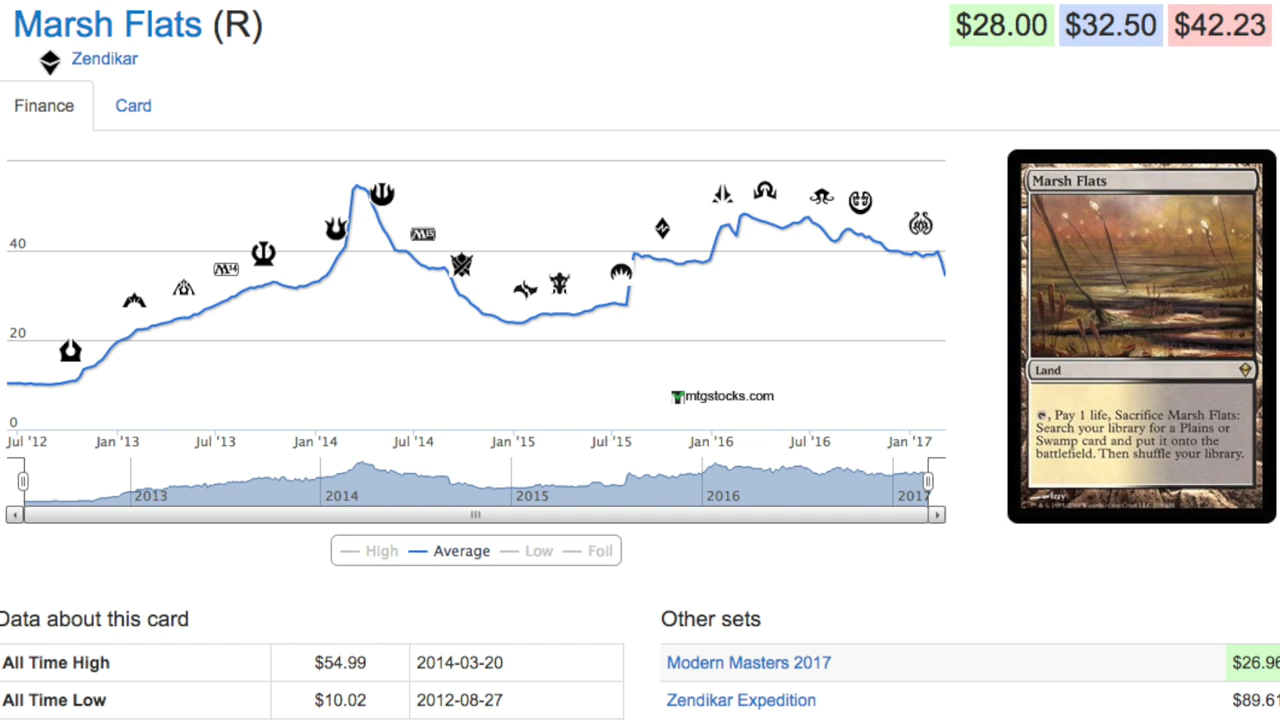 Marsh Flats (R)
$28.00 $32.50 $42.23
Zendikar
Finance Card
40
20
0
M14
M15
mtgstocks.com
Jul '12 Jan '13 Jul '13 Jan '14 Jul '14 Jan '15 Jul '15 Jan '16 Jul '16 Jan '17
2013 2014 2015 2016 2017
High Average Low Foil
Marsh Flats
Land
, Pay 1 life, Sacrifice Marsh Flats:
Search your library for a Plains or
Swamp card and put it onto the
battlefield. Then shuffle your library.
Izzy
Data about this card
All Time High $54.99 2014-03-20
All Time Low $10.02 2012-08-27
Other sets
Modern Masters 2017 $26.96
Zendikar Expedition $89.61